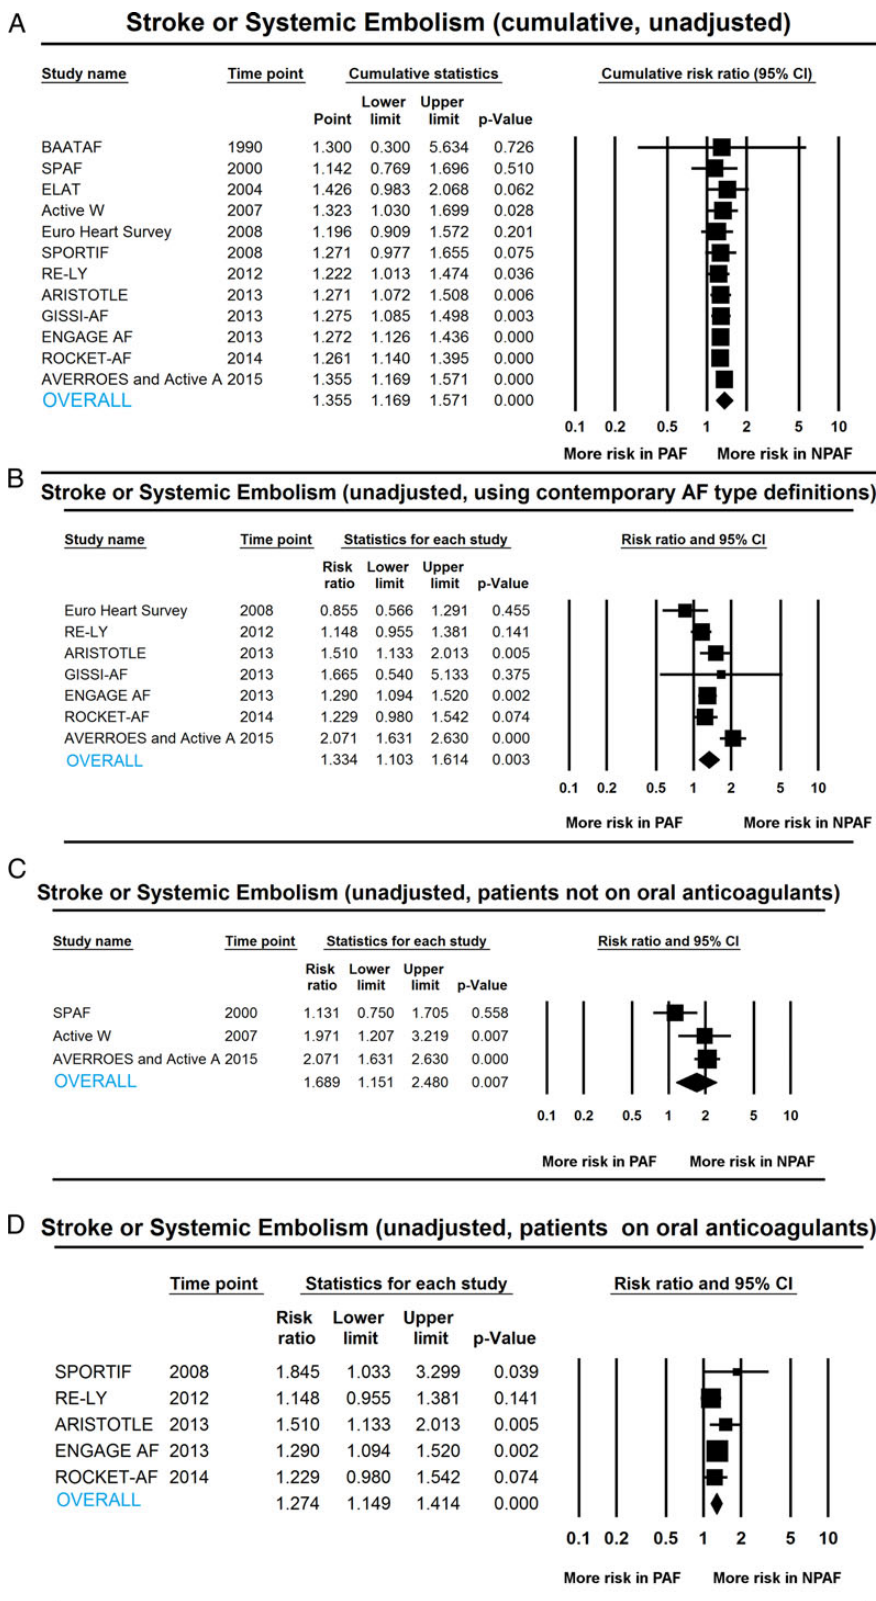 A
Stroke or Systemic Embolism (cumulative, unadjusted)
Study name Time point Cumulative statistics Cumulative risk ratio (95% CI)
Lower Upper
Point limit limit p-Value
BAATAF 1990 1.300 0.300 5.634 0.726
SPAF 2000 1.142 0.769 1.696 0.510
ELAT 2004 1.426 0.983 2.068 0.062
Active W 2007 1.323 1.030 1.699 0.028
Euro Heart Survey 2008 1.196 0.909 1.572 0.201
SPORTIF 2008 1.271 0.977 1.655 0.075
RE-LY 2012 1.222 1.013 1.474 0.036
ARISTOTLE 2013 1.271 1.072 1.508 0.006
GISSI-AF 2013 1.275 1.085 1.498 0.003
ENGAGE AF 2013 1.272 1.126 1.436 0.000
ROCKET-AF 2014 1.261 1.140 1.395 0.000
AVERROES and Active A 2015 1.355 1.169 1.571 0.000
OVERALL 1.355 1.169 1.571 0.000
0.1 0.2 0.5 1 2 5 10
More risk in PAF More risk in NPAF
B
Stroke or Systemic Embolism (unadjusted, using contemporary AF type definitions)
Study name Time point Statistics for each study Risk ratio and 95% CI
Risk Lower Upper
ratio limit limit p-Value
Euro Heart Survey 2008 0.855 0.566 1.291 0.455
RE-LY 2012 1.148 0.955 1.381 0.141
ARISTOTLE 2013 1.510 1.133 2.013 0.005
GISSI-AF 2013 1.665 0.540 5.133 0.375
ENGAGE AF 2013 1.290 1.094 1.520 0.002
ROCKET-AF 2014 1.229 0.980 1.542 0.074
AVERROES and Active A 2015 2.071 1.631 2.630 0.000
OVERALL 1.334 1.103 1.614 0.003
0.1 0.2 0.5 1 2 5 10
More risk in PAF More risk in NPAF
C
Stroke or Systemic Embolism (unadjusted, patients not on oral anticoagulants)
Study name Time point Statistics for each study Risk ratio and 95% CI
Risk Lower Upper
ratio limit limit p-Value
SPAF 2000 1.131 0.750 1.705 0.558
Active W 2007 1.971 1.207 3.219 0.007
AVERROES and Active A 2015 2.071 1.631 2.630 0.000
OVERALL 1.689 1.151 2.480 0.007
0.1 0.2 0.5 1 2 5 10
More risk in PAF More risk in NPAF
D
Stroke or Systemic Embolism (unadjusted, patients on oral anticoagulants)
Time point Statistics for each study Risk ratio and 95% CI
Risk Lower Upper
ratio limit limit p-Value
SPORTIF 2008 1.845 1.033 3.299 0.039
RE-LY 2012 1.148 0.955 1.381 0.141
ARISTOTLE 2013 1.510 1.133 2.013 0.005
ENGAGE AF 2013 1.290 1.094 1.520 0.002
ROCKET-AF 2014 1.229 0.980 1.542 0.074
OVERALL 1.274 1.149 1.414 0.000
0.1 0.2 0.5 1 2 5 10
More risk in PAF More risk in NPAF